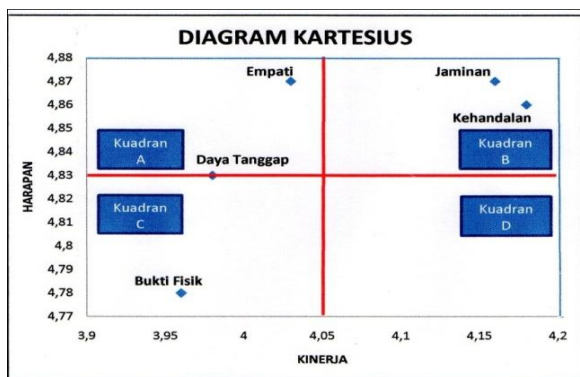 DIAGRAM KARTESIUS
HARAPAN
4,88
4,87
4,86
4,85
4,84
4,83
4,82
4,81
4,8
4,79
4,78
4,77
Empati
Jaminan
Kehandalan
Kuadran
A
Daya Tanggap
Kuadran
B
Kuadran
C
Kuadran
D
Bukti Fisik
3,9
3,95
4
4,05
4,1
4,15
4,2
KINERJA